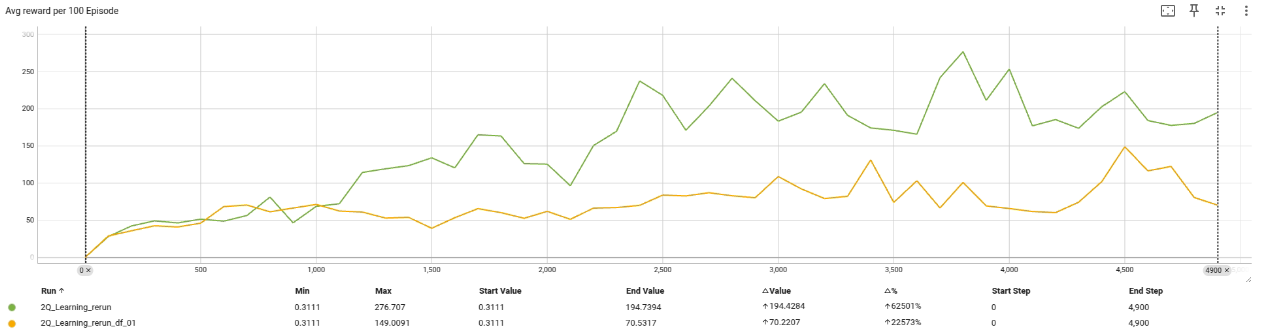 Avg reward per 100 Episode
300
250
200
150
100
50
0
0 × 500 1,000 1,500 2,000 2,500 3,000 3,500 4,000 4,500 4900 × 5,000
Run ↑ Min Max Start Value End Value △Value △% Start Step End Step
2Q_Learning_rerun 0.3111 276.707 0.3111 194.7394 ↑194.4284 ↑62501% 0 4,900
2Q_Learning_rerun_df_01 0.3111 149.0091 0.3111 70.5317 ↑70.2207 ↑22573% 0 4,900